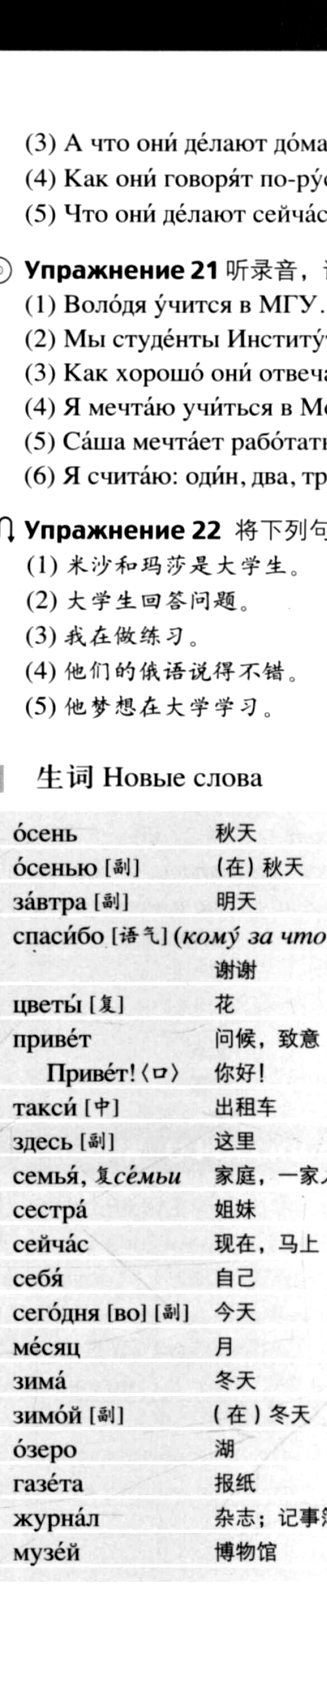 (3) А что они́ де́лают до́ма
(4) Как они́ говоря́т по-ру́с
(5) Что они́ де́лают сейча́с
Упражнение 21 听录音，
(1) Воло́дя у́чится в МГУ.
(2) Мы студе́нты Институ́т
(3) Как хорошо́ они́ отвеча́
(4) Я мечта́ю учи́ться в М
(5) Са́ша мечта́ет рабо́тать
(6) Я счита́ю: оди́н, два, тр
Упражнение 22 将下列句
(1) 米沙和玛莎是大学生。
(2) 大学生回答问题。
(3) 我在做练习。
(4) 他们的俄语说得不错。
(5) 他梦想在大学学习。
生词 Новые слова
о́сень 秋天
о́сенью [副] (在) 秋天
за́втра [副] 明天
спаси́бо [语气] (кому́ за что
谢谢
цветы́ [复] 花
приве́т 问候，致意
Приве́т!〈口〉 你好！
такси́ [中] 出租车
здесь [副] 这里
семья́, 复 се́мьи 家庭，一家
сестра́ 姐妹
сейча́с 现在，马上
себя́ 自己
сего́дня [во] [副] 今天
ме́сяц 月
зима́ 冬天
зимо́й [副] (在) 冬天
о́зеро 湖
газе́та 报纸
журна́л 杂志；记事簿
музе́й 博物馆